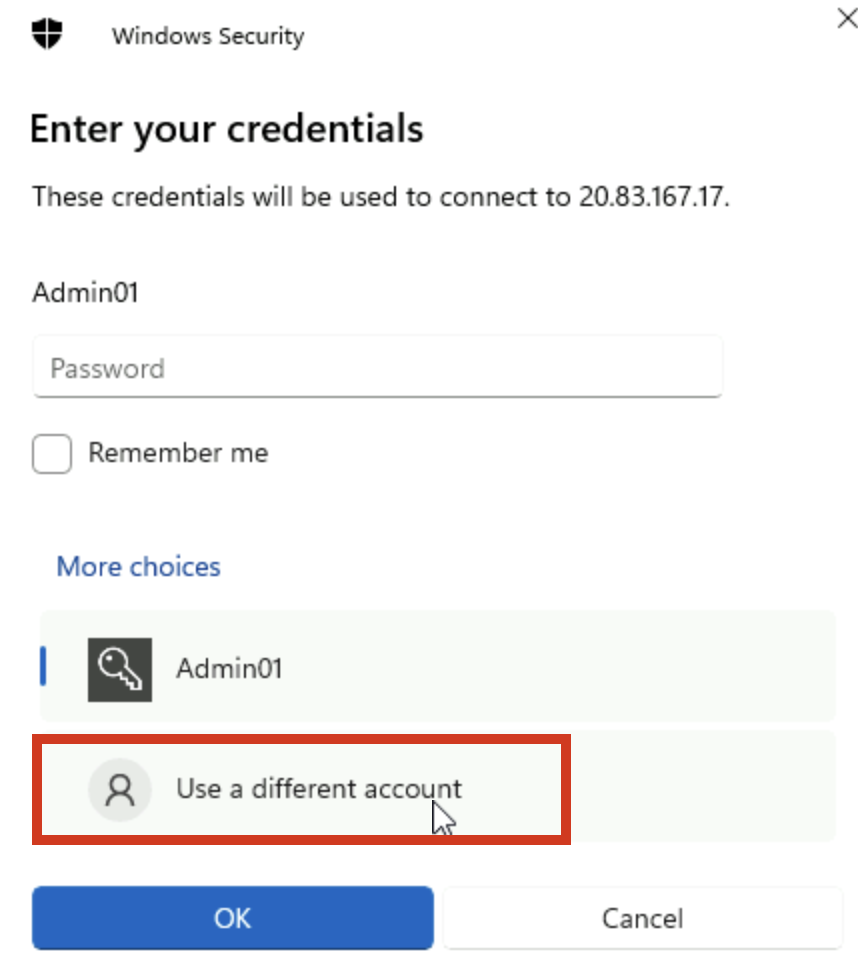 Windows Security
Enter your credentials
These credentials will be used to connect to 20.83.167.17.
Admin01
Password
Remember me
More choices
Admin01
Use a different account
OK
Cancel